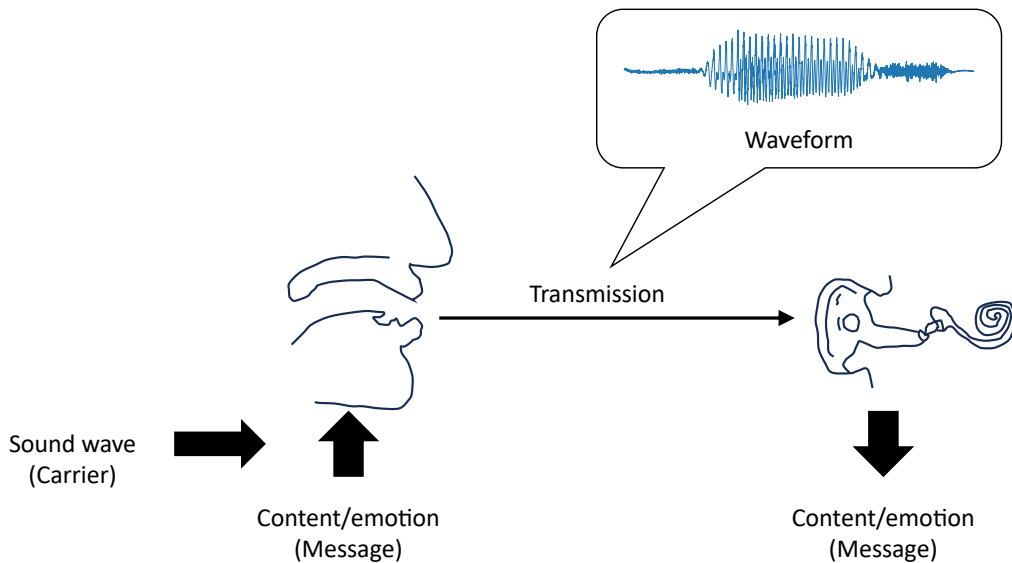 Waveform
Transmission
Sound wave
(Carrier)
Content/emotion
(Message)
Content/emotion
(Message)